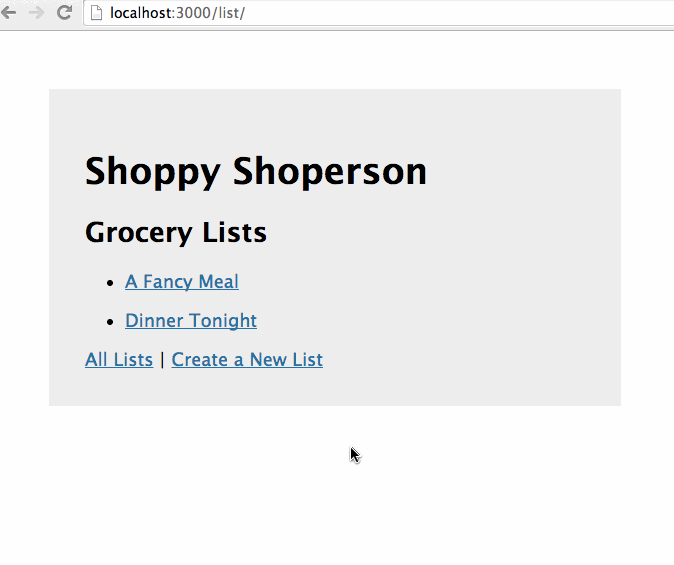 localhost:3000/list/
Shoppy Shoperson
Grocery Lists
A Fancy Meal
Dinner Tonight
All Lists | Create a New List